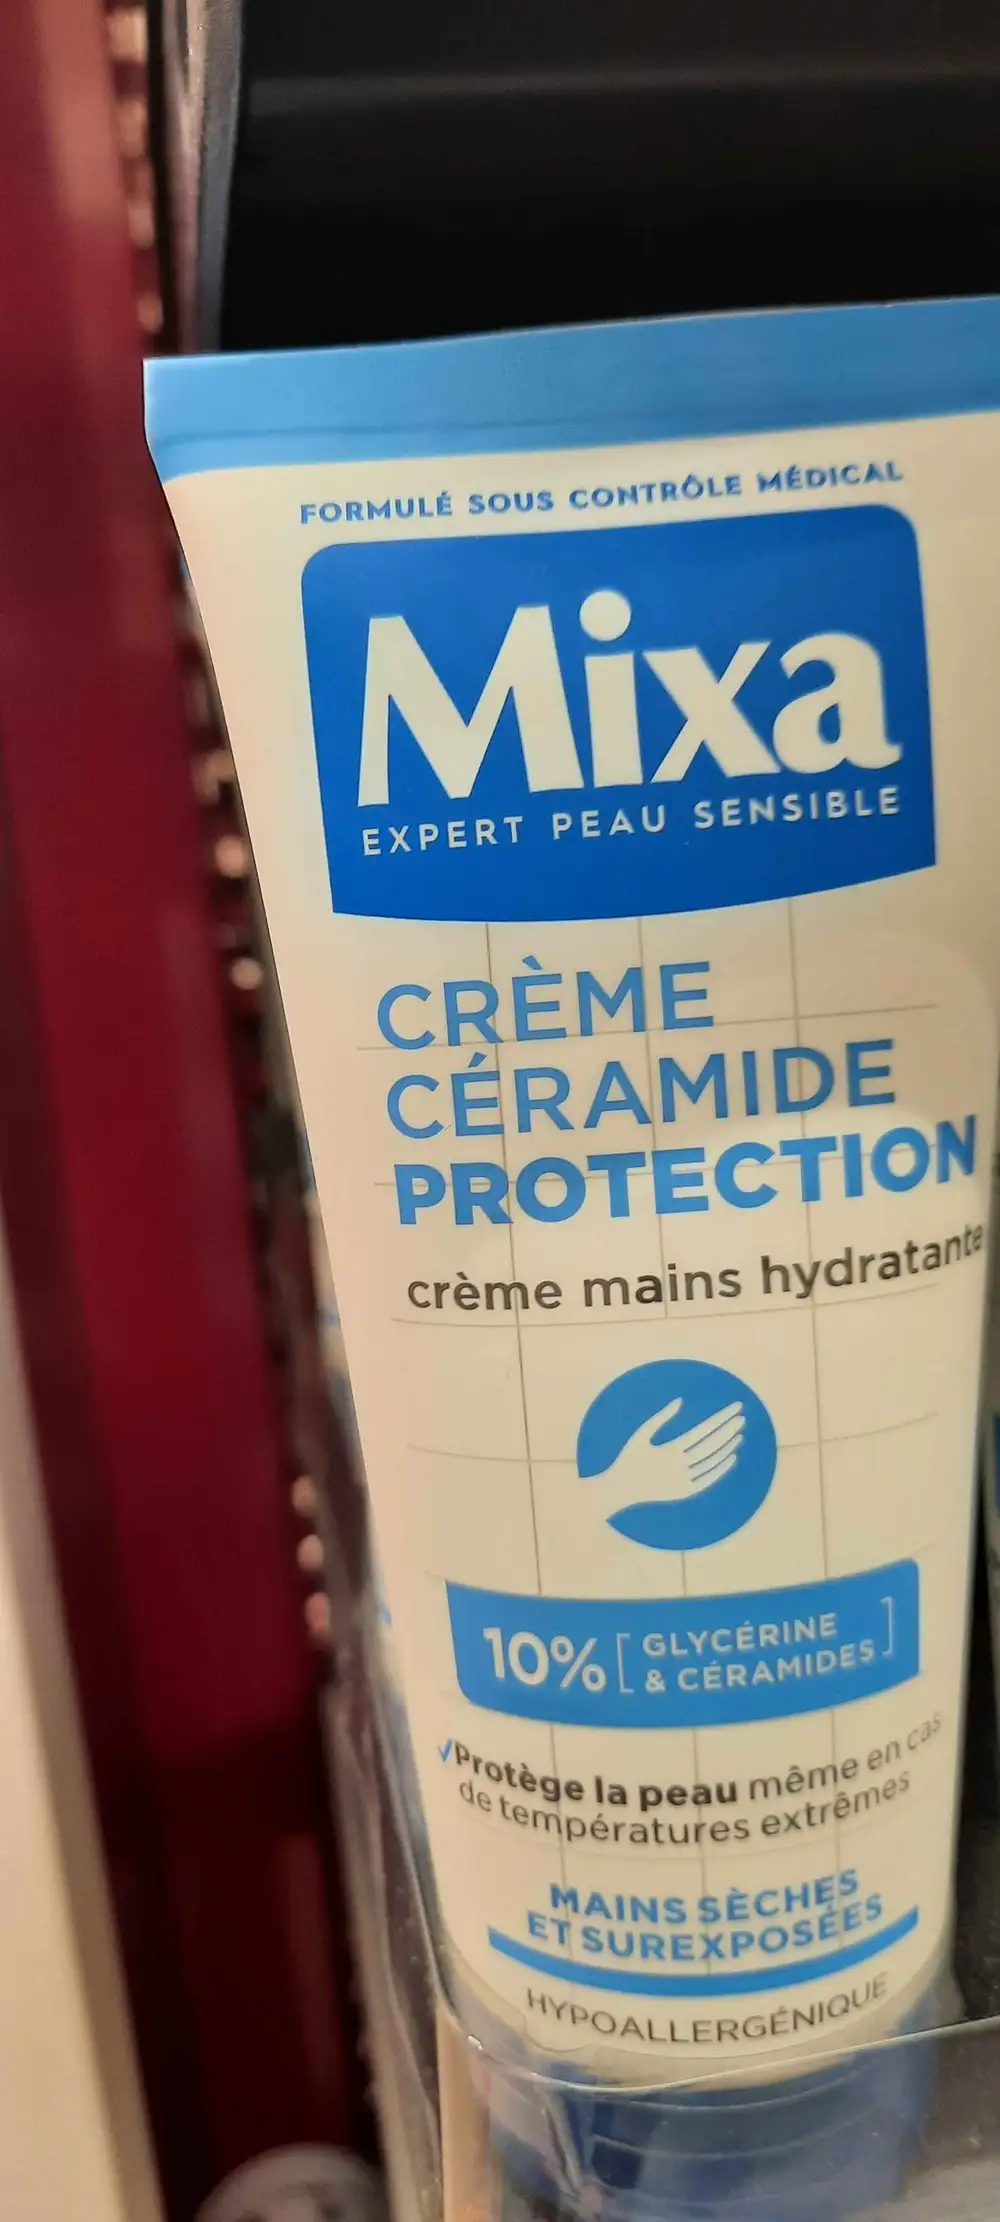 FORMULÉ SOUS CONTRÔLE MÉDICAL
Mixa
EXPERT PEAU SENSIBLE
CRÈME
CÉRAMIDE
PROTECTION
crème mains hydratante
10% [GLYCÉRINE
& CÉRAMIDES]
✓Protège la peau même en cas
de températures extrêmes
MAINS SÈCHES
ET SUREXPOSÉES
HYPOALLERGÉNIQUE